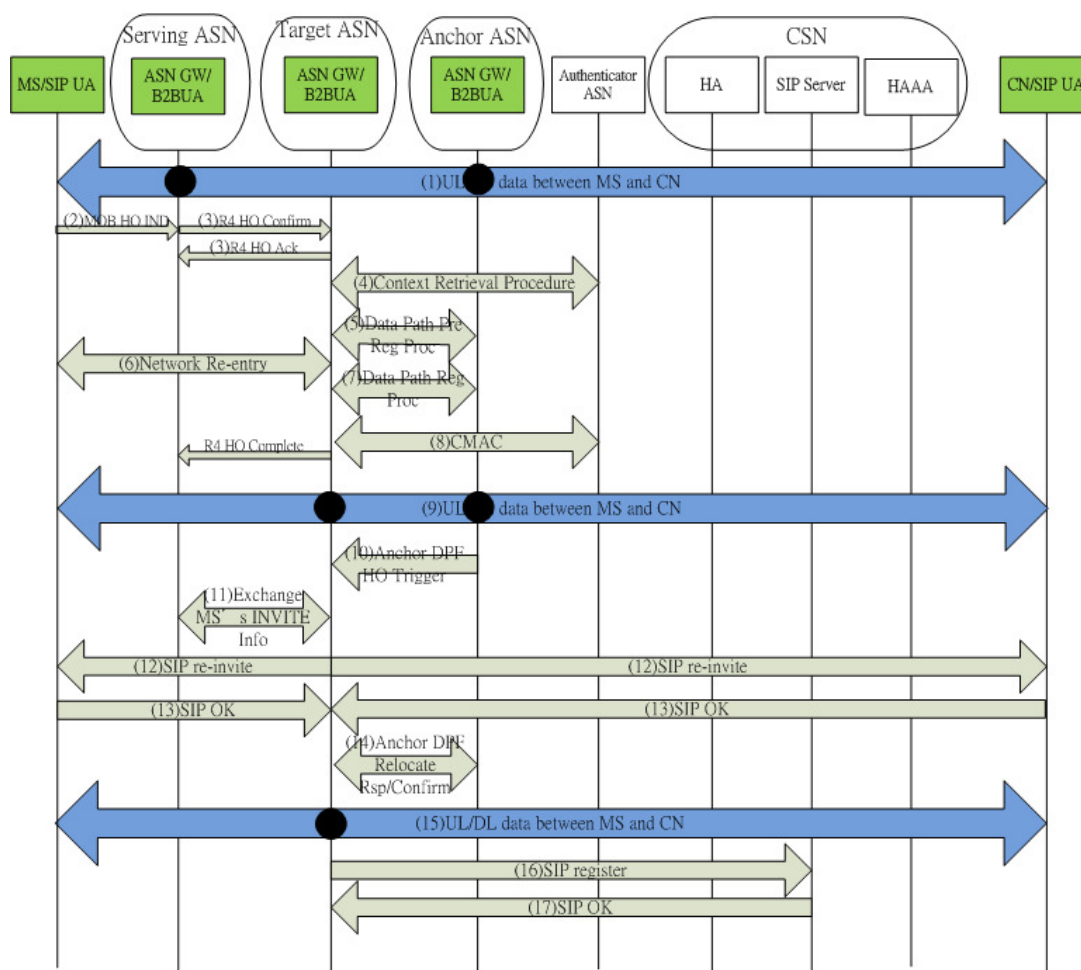 Serving ASN
Target ASN
Anchor ASN
CSN
MS/SIP UA
ASN GW/
B2BUA
ASN GW/
B2BUA
ASN GW/
B2BUA
Authenticator
ASN
HA
SIP Server
HAAA
CN/SIP UA
(1)UL data between MS and CN
(2)MOB HO IND
(3)R4 HO Confirm
(3)R4 HO Ack
(4)Context Retrieval Procedure
(5)Data Path Pre
Reg Proc
(6)Network Re-entry
(7)Data Path Reg
Proc
(8)CMAC
R4 HO Complete
(9)UL data between MS and CN
(10)Anchor DPF
HO Trigger
(11)Exchange
MS´s INVITE
Info
(12)SIP re-invite
(12)SIP re-invite
(13)SIP OK
(13)SIP OK
(14)Anchor DPF
Relocate
Rsp/Confirm
(15)UL/DL data between MS and CN
(16)SIP register
(17)SIP OK